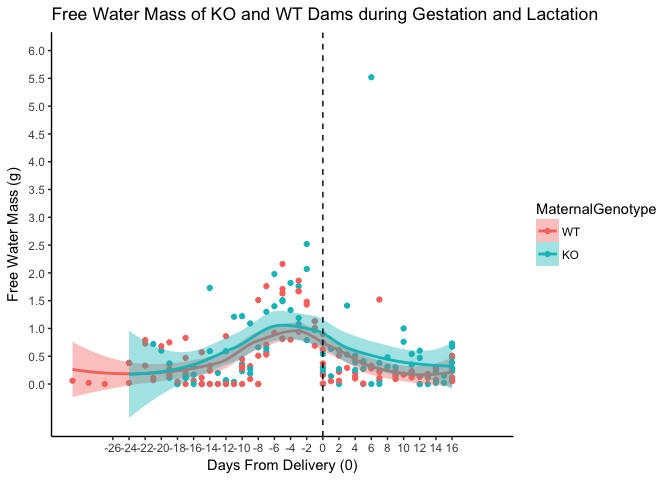 Free Water Mass of KO and WT Dams during Gestation and Lactation
6.0
5.5
5.0
4.5
4.0
3.5
3.0
2.5
2.0
1.5
1.0
0.5
0.0
Free Water Mass (g)
-26 -24 -22 -20 -18 -16 -14 -12 -10 -8 -6 -4 -2 0 2 4 6 8 10 12 14 16
Days From Delivery (0)
MaternalGenotype
WT
KO